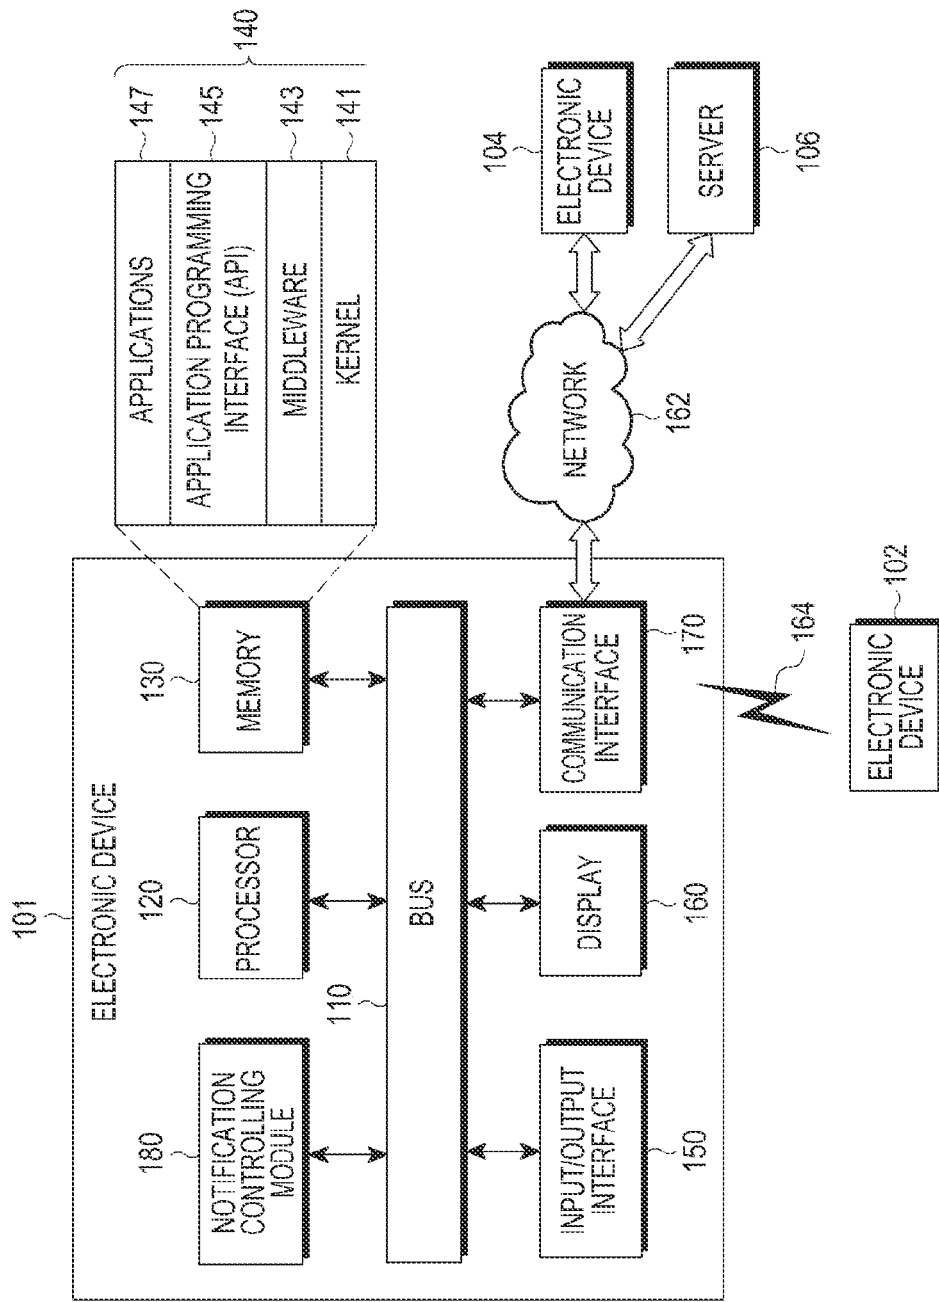 101
ELECTRONIC DEVICE
180
NOTIFICATION
CONTROLLING
MODULE
120
PROCESSOR
130
MEMORY
110
BUS
INPUT/OUTPUT
INTERFACE
150
DISPLAY
160
COMMUNICATION
INTERFACE
170
APPLICATIONS
147
APPLICATION PROGRAMMING
INTERFACE (API)
145
MIDDLEWARE
143
KERNEL
141
140
NETWORK
162
104
ELECTRONIC
DEVICE
SERVER
106
164
102
ELECTRONIC
DEVICE